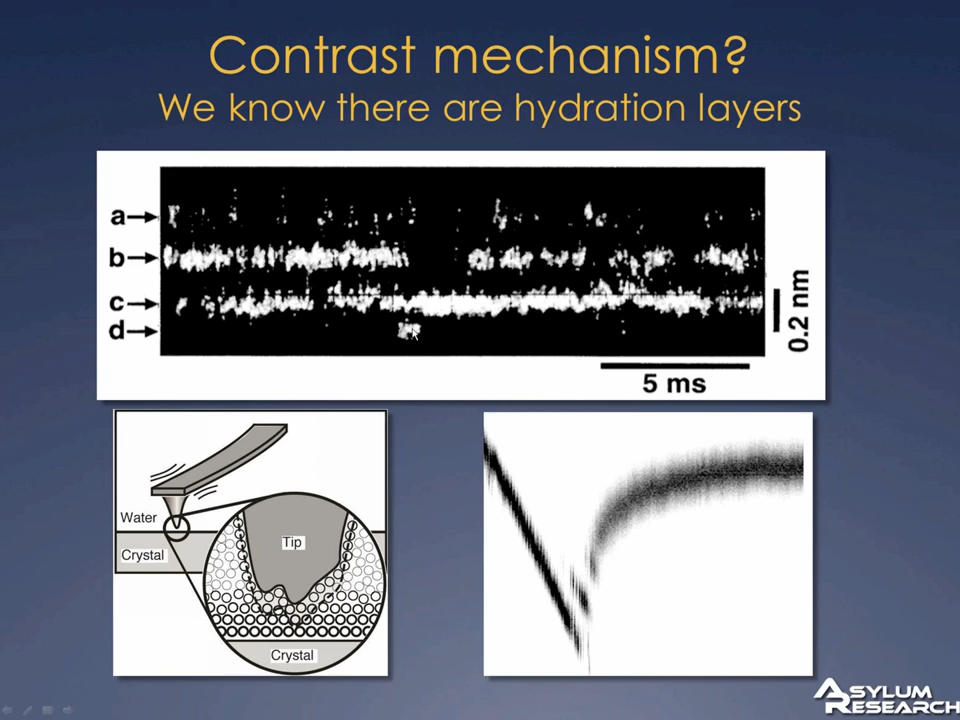 Contrast mechanism?
We know there are hydration layers
a
b
c
d
0.2 nm
5 ms
Water
Crystal
Tip
Crystal
ASYLUM
RESEARCH